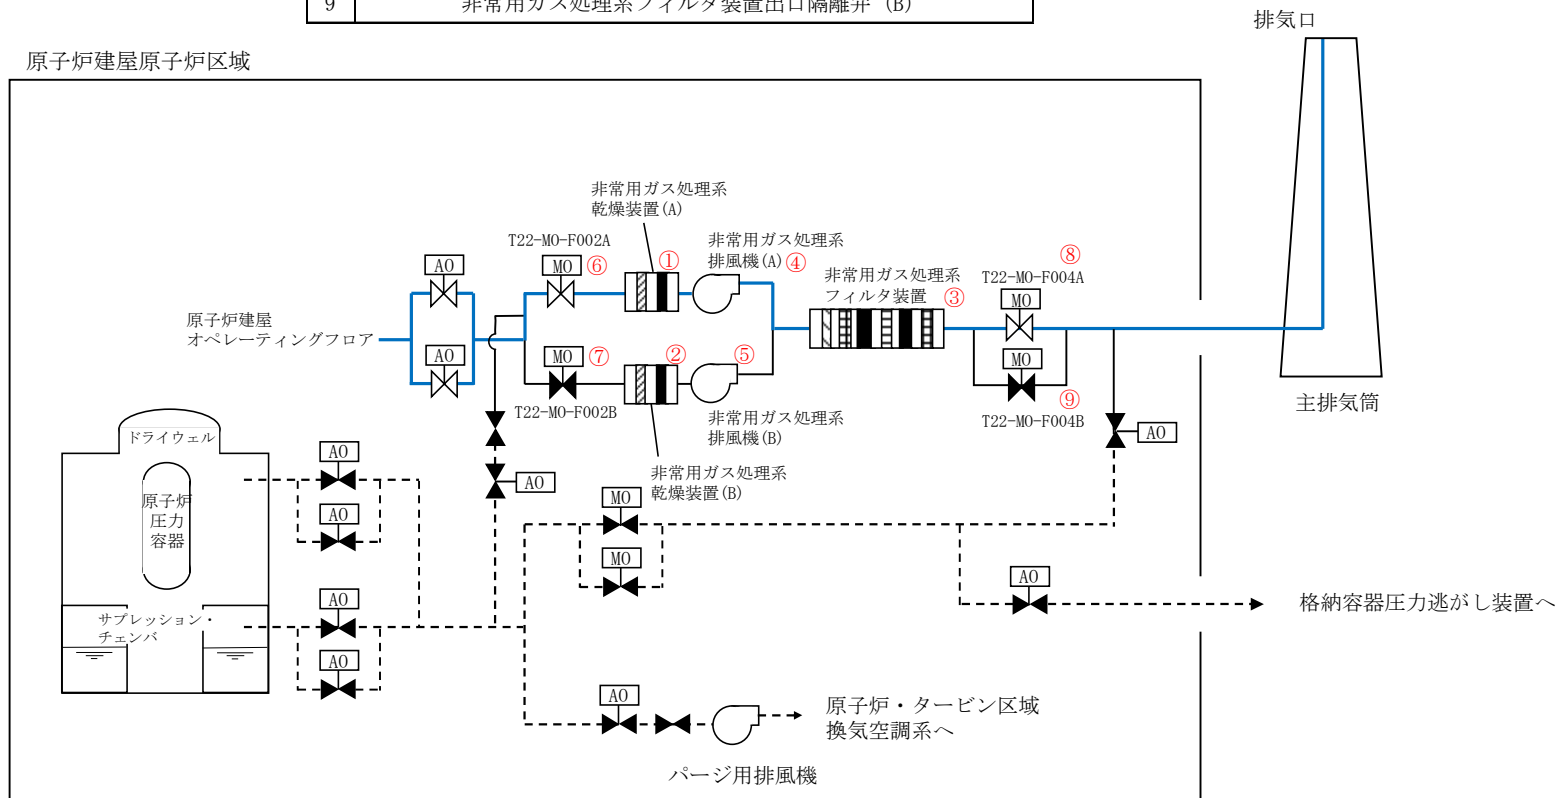 9 非常用ガス処理系フィルタ装置出口隔離弁 (B)
排気口
原子炉建屋原子炉区域
非常用ガス処理系
乾燥装置(A)
T22-MO-F002A
非常用ガス処理系
排風機(A)
④
⑧
AO
MO
⑥
①
非常用ガス処理系
フィルタ装置
③
T22-MO-F004A
MO
原子炉建屋
オペレーティングフロア
AO
MO
⑦
②
⑤
MO
⑨
T22-MO-F002B
T22-MO-F004B
主排気筒
非常用ガス処理系
排風機(B)
AO
ドライウェル
AO
非常用ガス処理系
乾燥装置(B)
AO
原子炉
圧力
容器
AO
MO
MO
AO
AO
格納容器圧力逃がし装置へ
サプレッション・
チェンバ
AO
AO
原子炉・タービン区域
換気空調系へ
パージ用排風機